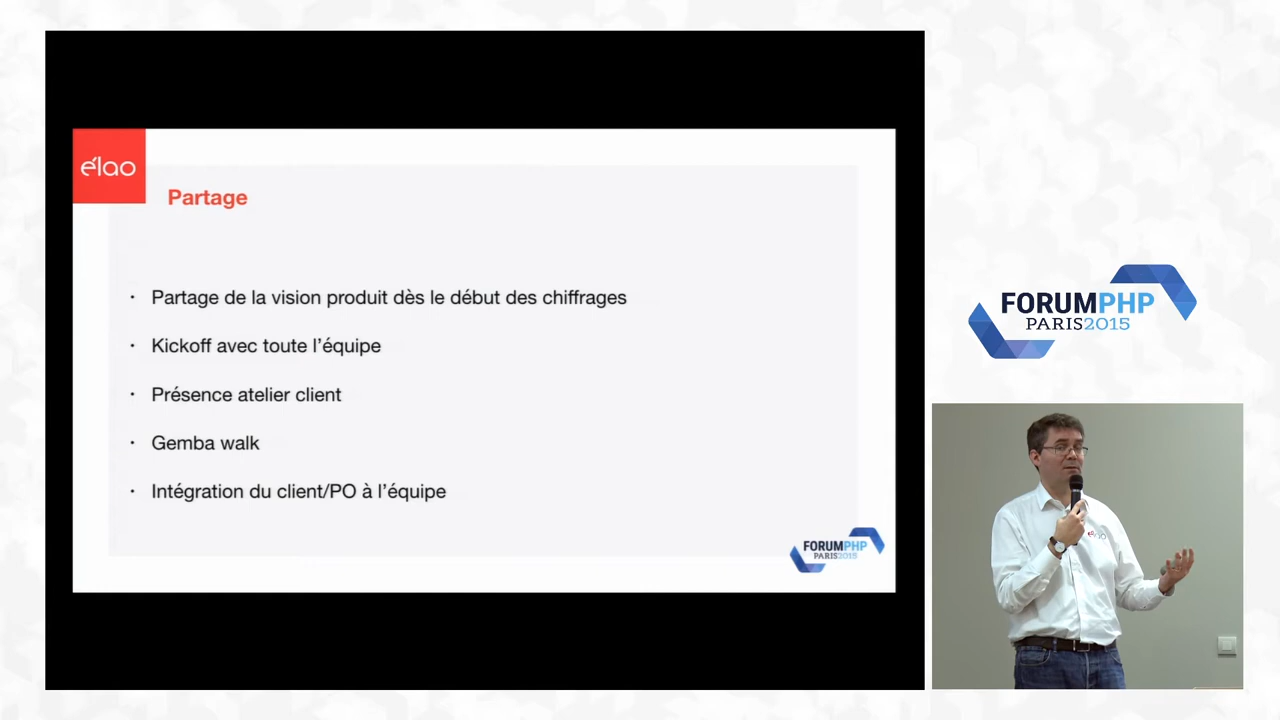 élao
Partage
· Partage de la vision produit dès le début des chiffrages
· Kickoff avec toute l’équipe
· Présence atelier client
· Gemba walk
· Intégration du client/PO à l’équipe
FORUMPHP
PARIS2015
FORUMPHP
PARIS2015
élao